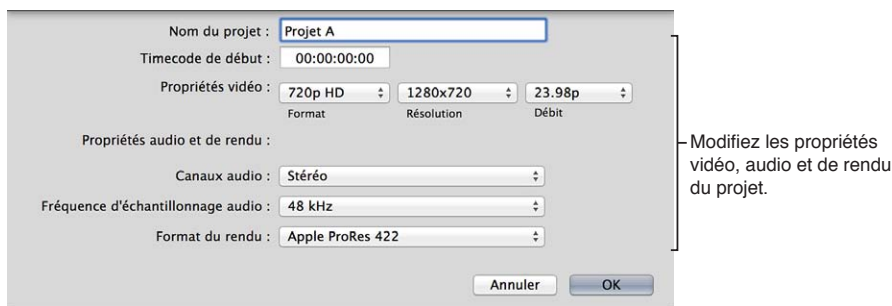 Nom du projet : Projet A
Timecode de début : 00:00:00:00
Propriétés vidéo : 720p HD 1280x720 23.98p
Format Résolution Débit
Propriétés audio et de rendu :
Canaux audio : Stéréo
Fréquence d'échantillonnage audio : 48 kHz
Format du rendu : Apple ProRes 422
Annuler OK
Modifiez les propriétés
vidéo, audio et de rendu
du projet.